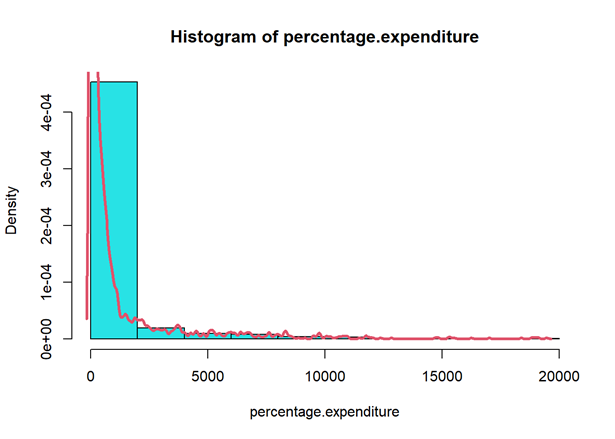 Histogram of percentage.expenditure
Density
0e+00 1e-04 2e-04 3e-04 4e-04
0 5000 10000 15000 20000
percentage.expenditure